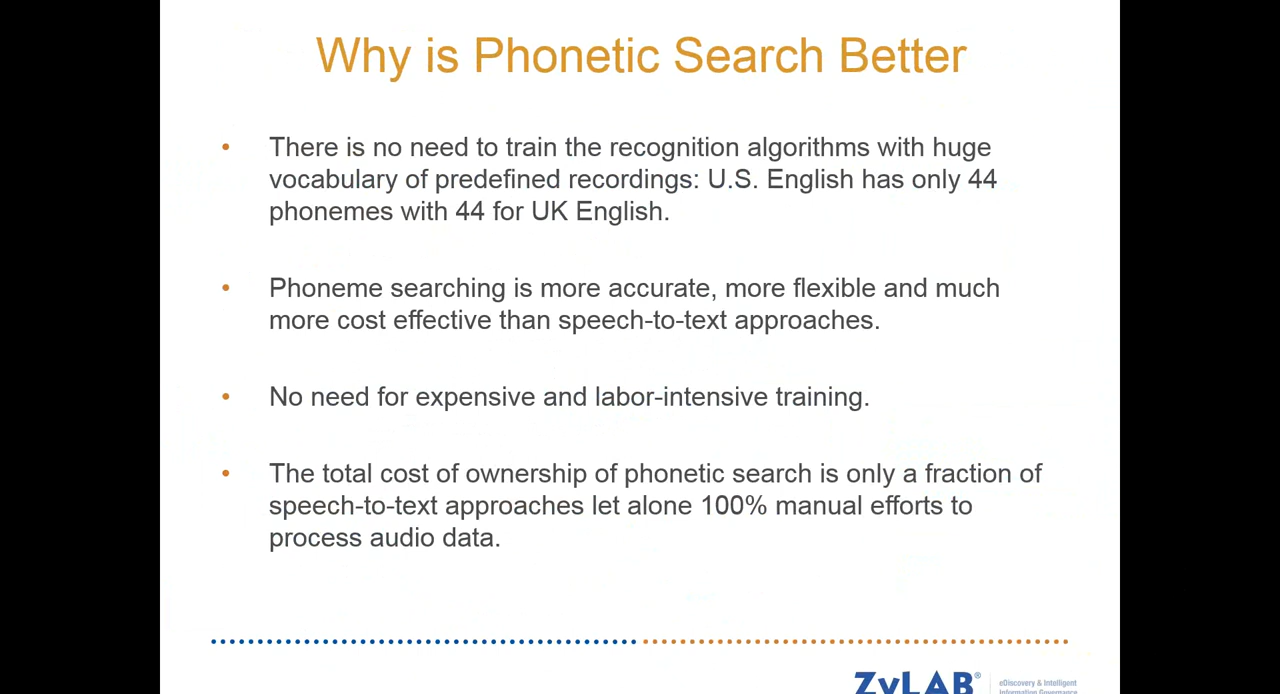 Why is Phonetic Search Better
• There is no need to train the recognition algorithms with huge
vocabulary of predefined recordings: U.S. English has only 44
phonemes with 44 for UK English.
• Phoneme searching is more accurate, more flexible and much
more cost effective than speech-to-text approaches.
• No need for expensive and labor-intensive training.
• The total cost of ownership of phonetic search is only a fraction of
speech-to-text approaches let alone 100% manual efforts to
process audio data.
ZyLAB®
eDiscovery & Intelligent
Information Governance